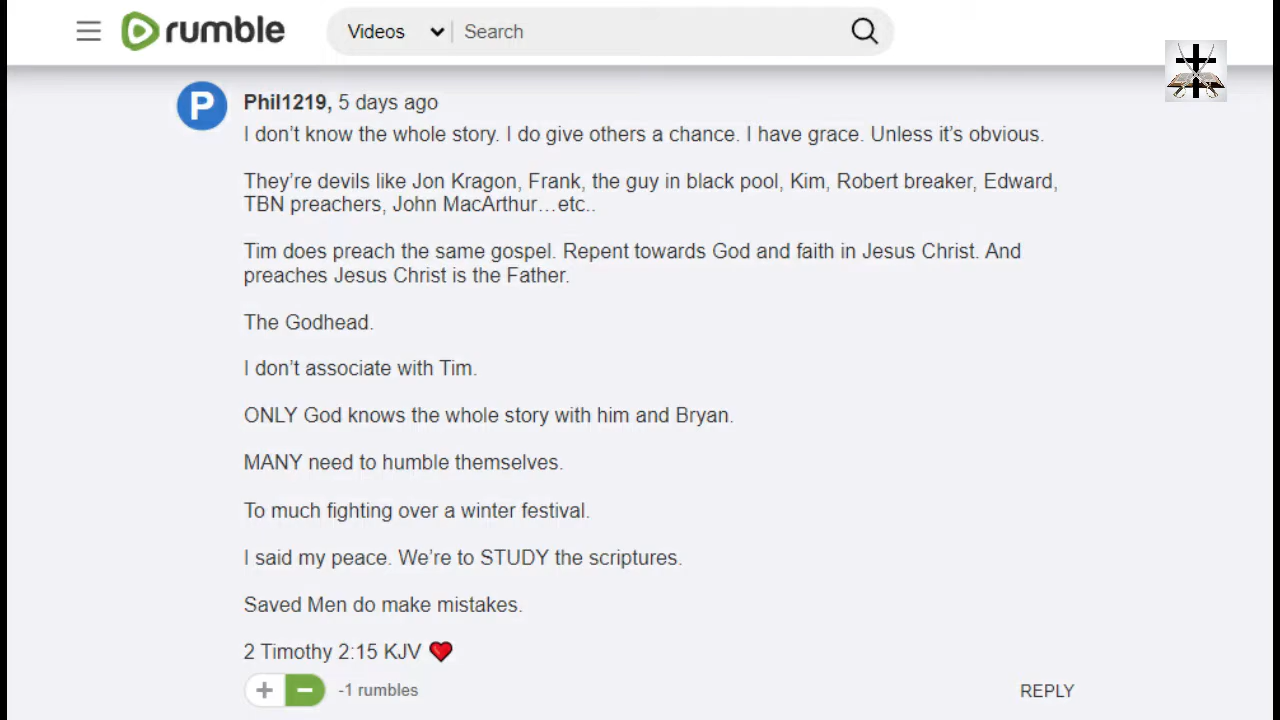 rumble
Videos
Search
P
Phil1219, 5 days ago
I don’t know the whole story. I do give others a chance. I have grace. Unless it’s obvious.
They’re devils like Jon Kragon, Frank, the guy in black pool, Kim, Robert breaker, Edward,
TBN preachers, John MacArthur…etc..
Tim does preach the same gospel. Repent towards God and faith in Jesus Christ. And
preaches Jesus Christ is the Father.
The Godhead.
I don’t associate with Tim.
ONLY God knows the whole story with him and Bryan.
MANY need to humble themselves.
To much fighting over a winter festival.
I said my peace. We’re to STUDY the scriptures.
Saved Men do make mistakes.
2 Timothy 2:15 KJV ❤️
-1 rumbles
REPLY